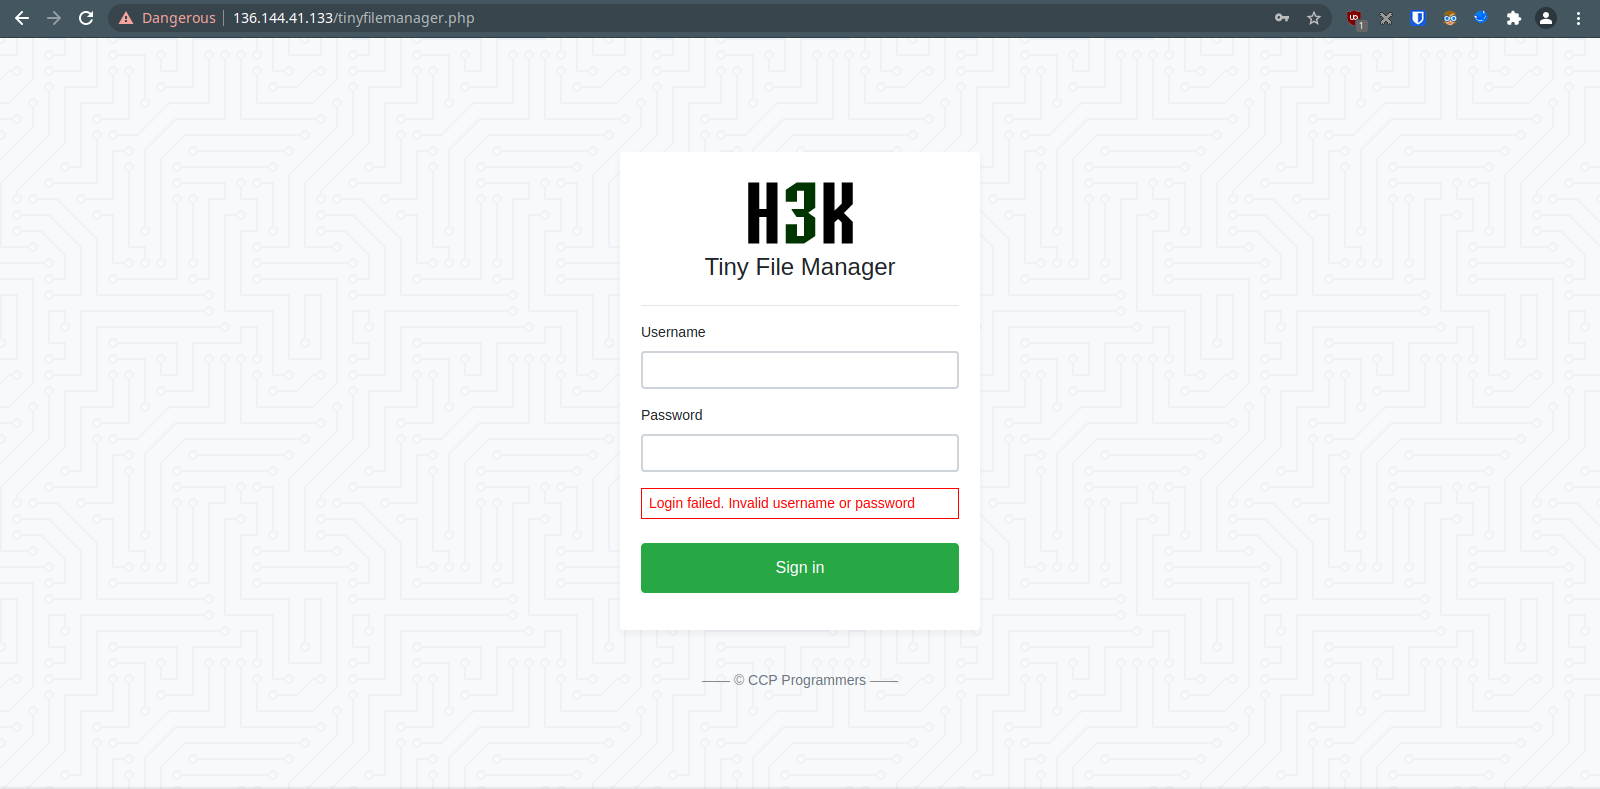 Dangerous 136.144.41.133/tinyfilemanager.php
1
H3K
Tiny File Manager
Username
Password
Login failed. Invalid username or password
Sign in
© CCP Programmers